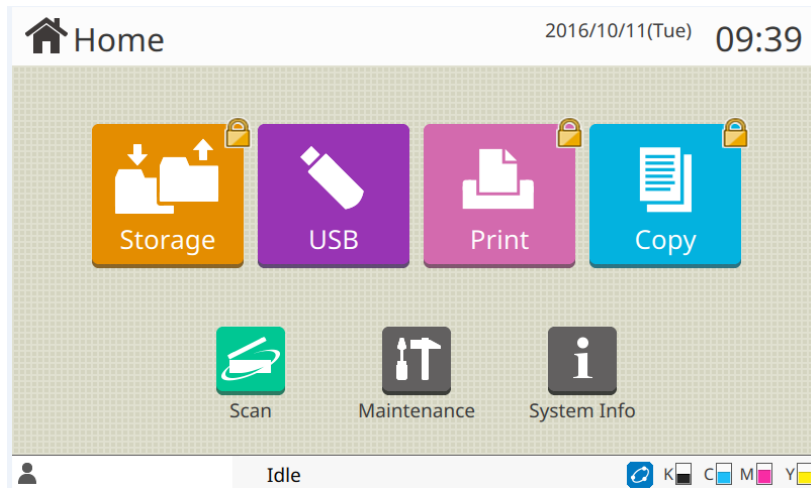 Home 2016/10/11(Tue) 09:39
Storage USB Print Copy
Scan Maintenance System Info
Idle K C M Y